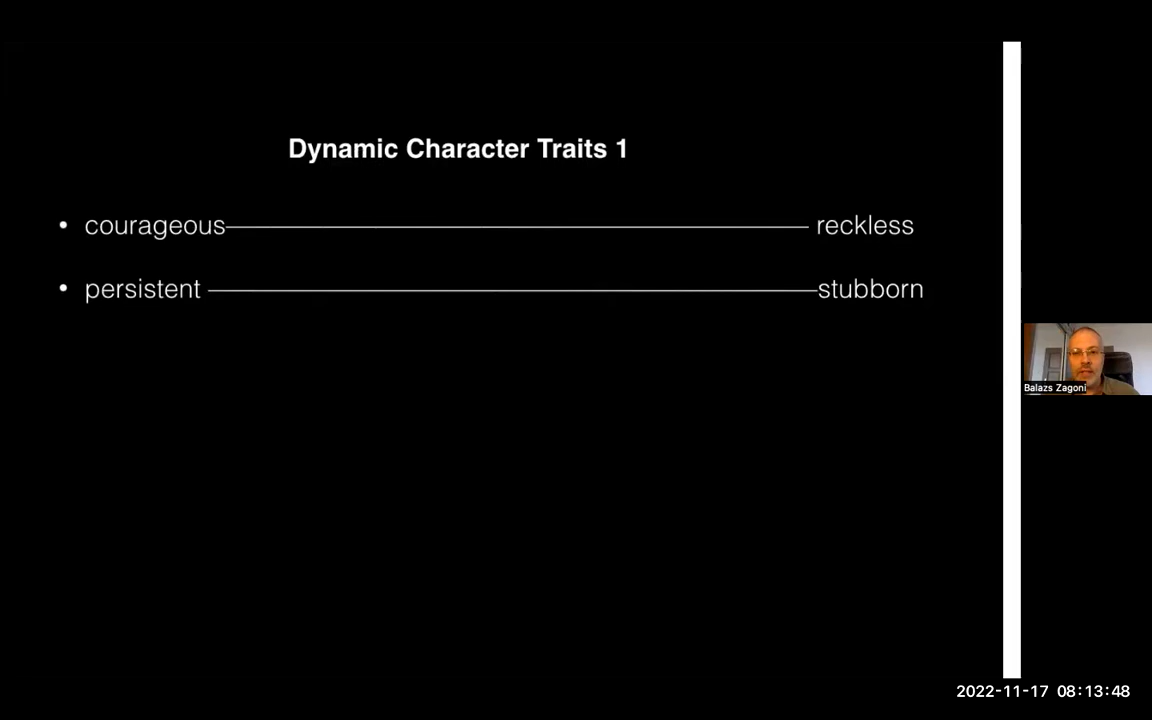 Dynamic Character Traits 1
• courageous reckless
• persistent stubborn
Balazs Zagoni
2022-11-17 08:13:48